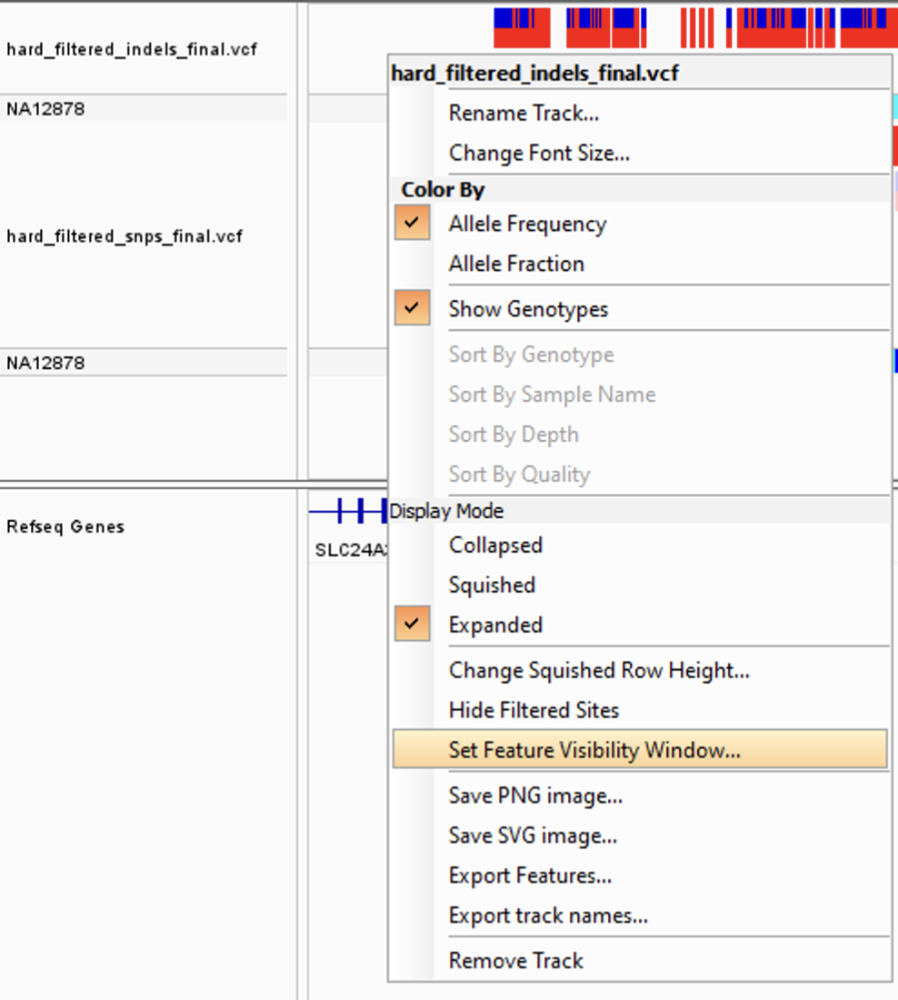 hard_filtered_indels_final.vcf
NA12878
hard_filtered_snps_final.vcf
NA12878
Refseq Genes
SLC24A
hard_filtered_indels_final.vcf
Rename Track...
Change Font Size...
Color By
Allele Frequency
Allele Fraction
Show Genotypes
Sort By Genotype
Sort By Sample Name
Sort By Depth
Sort By Quality
Display Mode
Collapsed
Squished
Expanded
Change Squished Row Height...
Hide Filtered Sites
Set Feature Visibility Window...
Save PNG image...
Save SVG image...
Export Features...
Export track names...
Remove Track